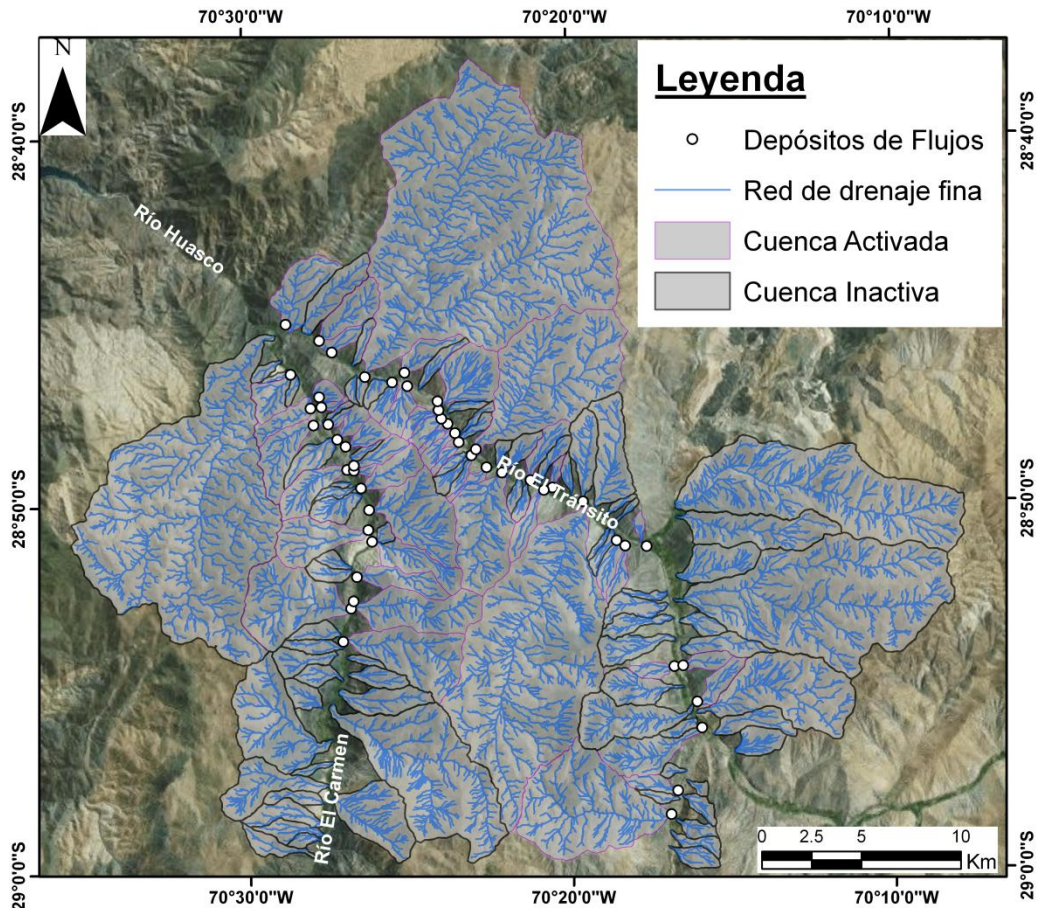 70°30'0"W
70°20'0"W
70°10'0"W
N
Leyenda
Depósitos de Flujos
Red de drenaje fina
Cuenca Activada
Cuenca Inactiva
28°40'0"S
28°40'0"S
Río Huasco
Río El Tránsito
28°50'0"S
28°50'0"S
Río El Carmen
0 2.5 5 10
Km
29°0'0"S
29°0'0"S
70°30'0"W
70°20'0"W
70°10'0"W